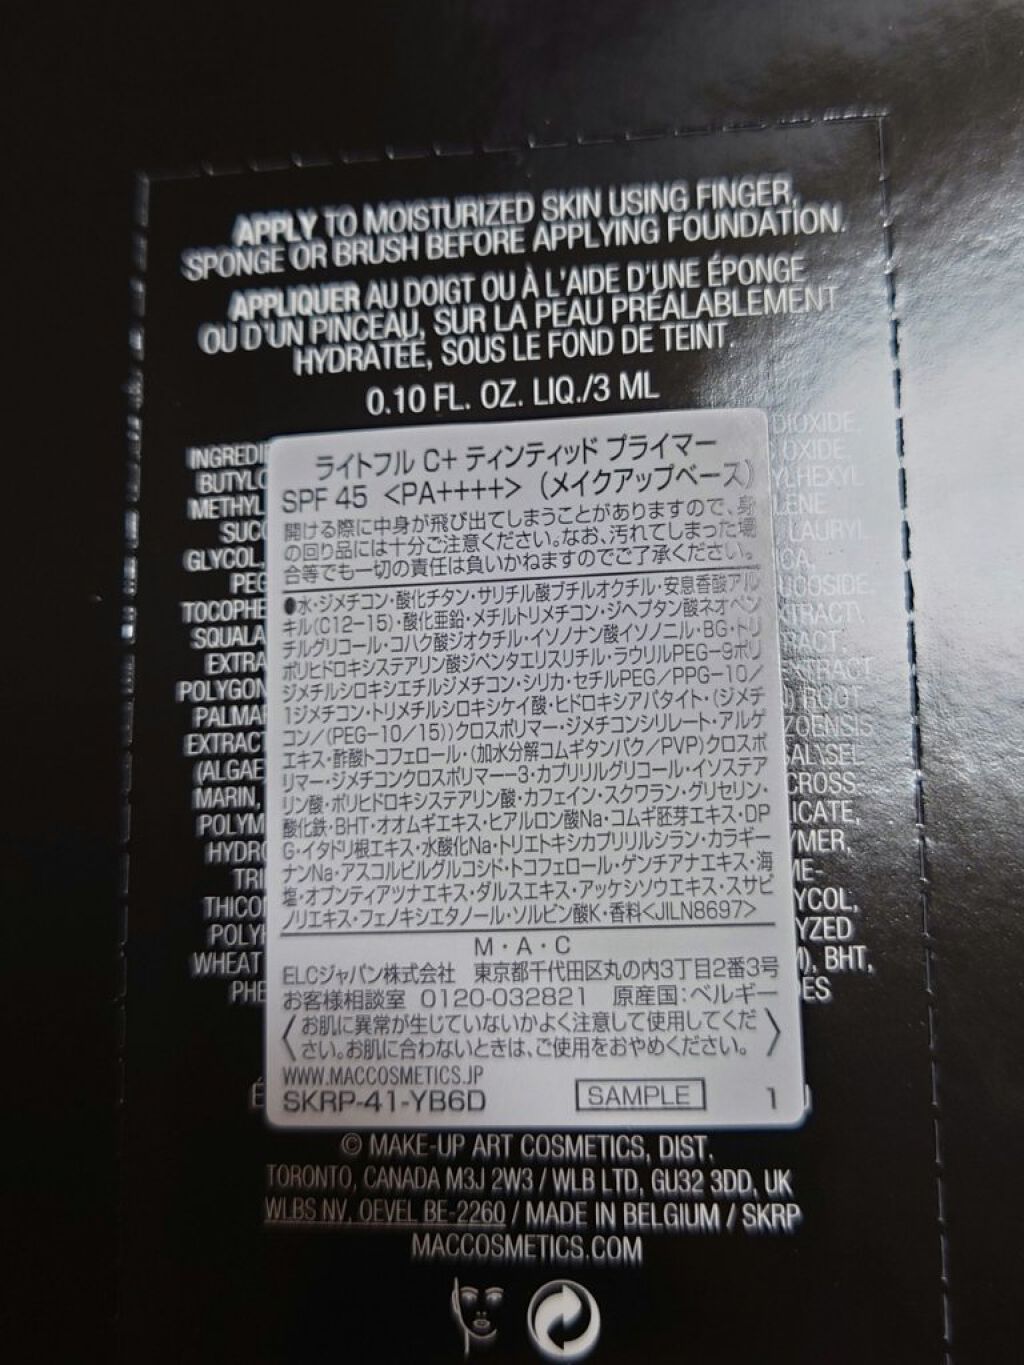 APPLY TO MOISTURIZED SKIN USING FINGER,
SPONGE OR BRUSH BEFORE APPLYING FOUNDATION.
APPLIQUER AU DOIGT OU À L'AIDE D'UNE ÉPONGE
OU D'UN PINCEAU, SUR LA PEAU PRÉALABLEMENT
HYDRATÉE, SOUS LE FOND DE TEINT.
0.10 FL. OZ. LIQ./3 ML
ライトフル C+ ティンティッド プライマー
SPF 45 <PA++++> (メイクアップベース)
開ける際に中身が飛び出てしまうことがありますので、身
の回り品には十分ご注意ください。なお、汚れてしまった場
合等でも一切の責任は負いかねますのでご了承ください。
●水・ジメチコン・酸化チタン・サリチル酸ブチルオクチル・安息香酸アル
キル(C12-15)・酸化亜鉛・メチルトリメチコン・ジヘプタン酸ネオペン
チルグリコール・コハク酸ジオクチル・イソノナン酸イソノニル・BG・トリ
ポリヒドロキシステアリン酸ジペンタエリスリチル・ラウリルPEG-9ポリ
ジメチルシロキシエチルジメチコン・シリカ・セチルPEG/PPG-10/
1ジメチコン・トリメチルシロキシケイ酸・ヒドロキシアパタイト・(ジメチ
コン/(PEG-10/15))クロスポリマー・ジメチコンシリレート・アルゲ
エキス・酢酸トコフェロール・(加水分解コムギタンパク/PVP)クロスポ
リマー・ジメチコンクロスポリマー-3・カプリリルグリコール・イソステア
リン酸・ポリヒドロキシステアリン酸・カフェイン・スクワラン・グリセリン・
酸化鉄・BHT・オオムギエキス・ヒアルロン酸Na・コムギ胚芽エキス・DP
G・イタドリ根エキス・水酸化Na・トリエトキシカプリリルシラン・カラギー
ナンNa・アスコルビルグルコシド・トコフェロール・ゲンチアナエキス・海
塩・オプンティアツナエキス・ダルスエキス・アッケシソウエキス・スサビ
ノリエキス・フェノキシエタノール・ソルビン酸K・香料<JILN8697>
M・A・C
ELCジャパン株式会社 東京都千代田区丸の内3丁目2番3号
お客様相談室 0120-032821 原産国：ベルギー
〈お肌に異常が生じていないかよく注意して使用してくだ
さい。お肌に合わないときは、ご使用をおやめください。〉
WWW.MACCOSMETICS.JP
SKRP-41-YB6D SAMPLE 1
© MAKE-UP ART COSMETICS, DIST.
TORONTO, CANADA M3J 2W3 / WLB LTD, GU32 3DD, UK
WLBS NV, OEVEL BE-2260 / MADE IN BELGIUM / SKRP
MACCOSMETICS.COM